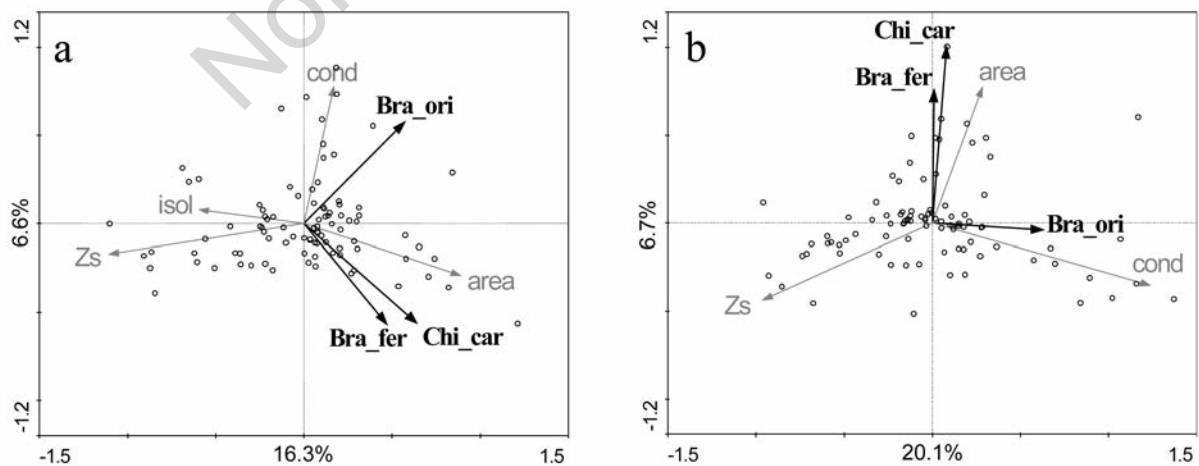 No
1.2
a
cond
Bra_ori
isol
Zs
area
Bra_fer
Chi_car
6.6%
-1.2
-1.5
16.3%
1.5
1.2
b
Chi_car
Bra_fer
area
Bra_ori
cond
Zs
6.7%
-1.2
-1.5
20.1%
1.5